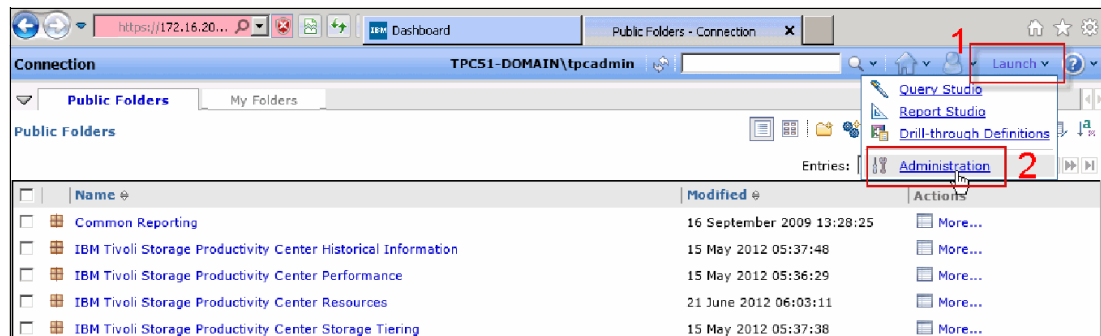 https://172.16.20...
IBM Dashboard
Public Folders - Connection
1
Connection
TPC51-DOMAIN\tpcadmin
Launch
Public Folders
My Folders
Query Studio
Report Studio
Public Folders
Drill-through Definitions
Entries:
Administration
2
Name
Modified
Actions
Common Reporting
16 September 2009 13:28:25
More...
IBM Tivoli Storage Productivity Center Historical Information
15 May 2012 05:37:48
More...
IBM Tivoli Storage Productivity Center Performance
15 May 2012 05:36:29
More...
IBM Tivoli Storage Productivity Center Resources
21 June 2012 06:03:11
More...
IBM Tivoli Storage Productivity Center Storage Tiering
15 May 2012 05:37:38
More...